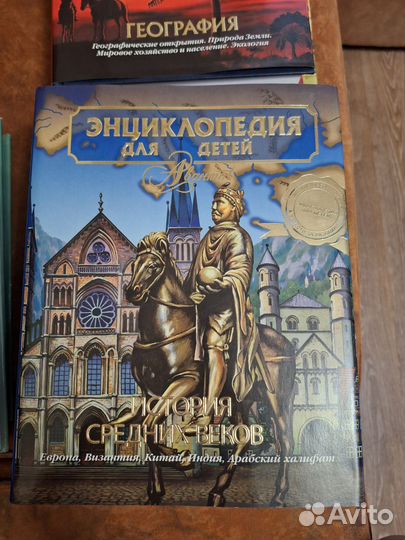 ГЕОГРАФИЯ
Географические открытия. Природа Земли.
Мировое хозяйство и население. Экология
ЭНЦИКЛОПЕДИЯ
ДЛЯ ДЕТЕЙ
Аванта+
ИСТОРИЯ
СРЕДНИХ ВЕКОВ
Европа, Византия, Китай, Индия, Арабский халифат
Avito